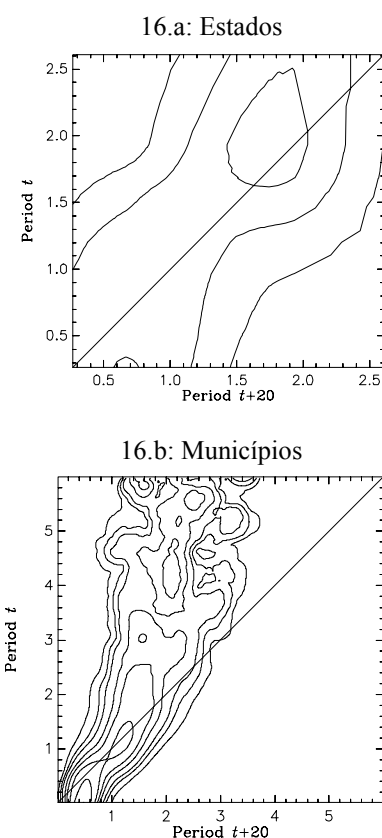 16.a: Estados
2.5
2.0
1.5
1.0
0.5
Period t
0.5 1.0 1.5 2.0 2.5
Period t+20
16.b: Municípios
5
4
3
2
1
Period t
1 2 3 4 5
Period t+20